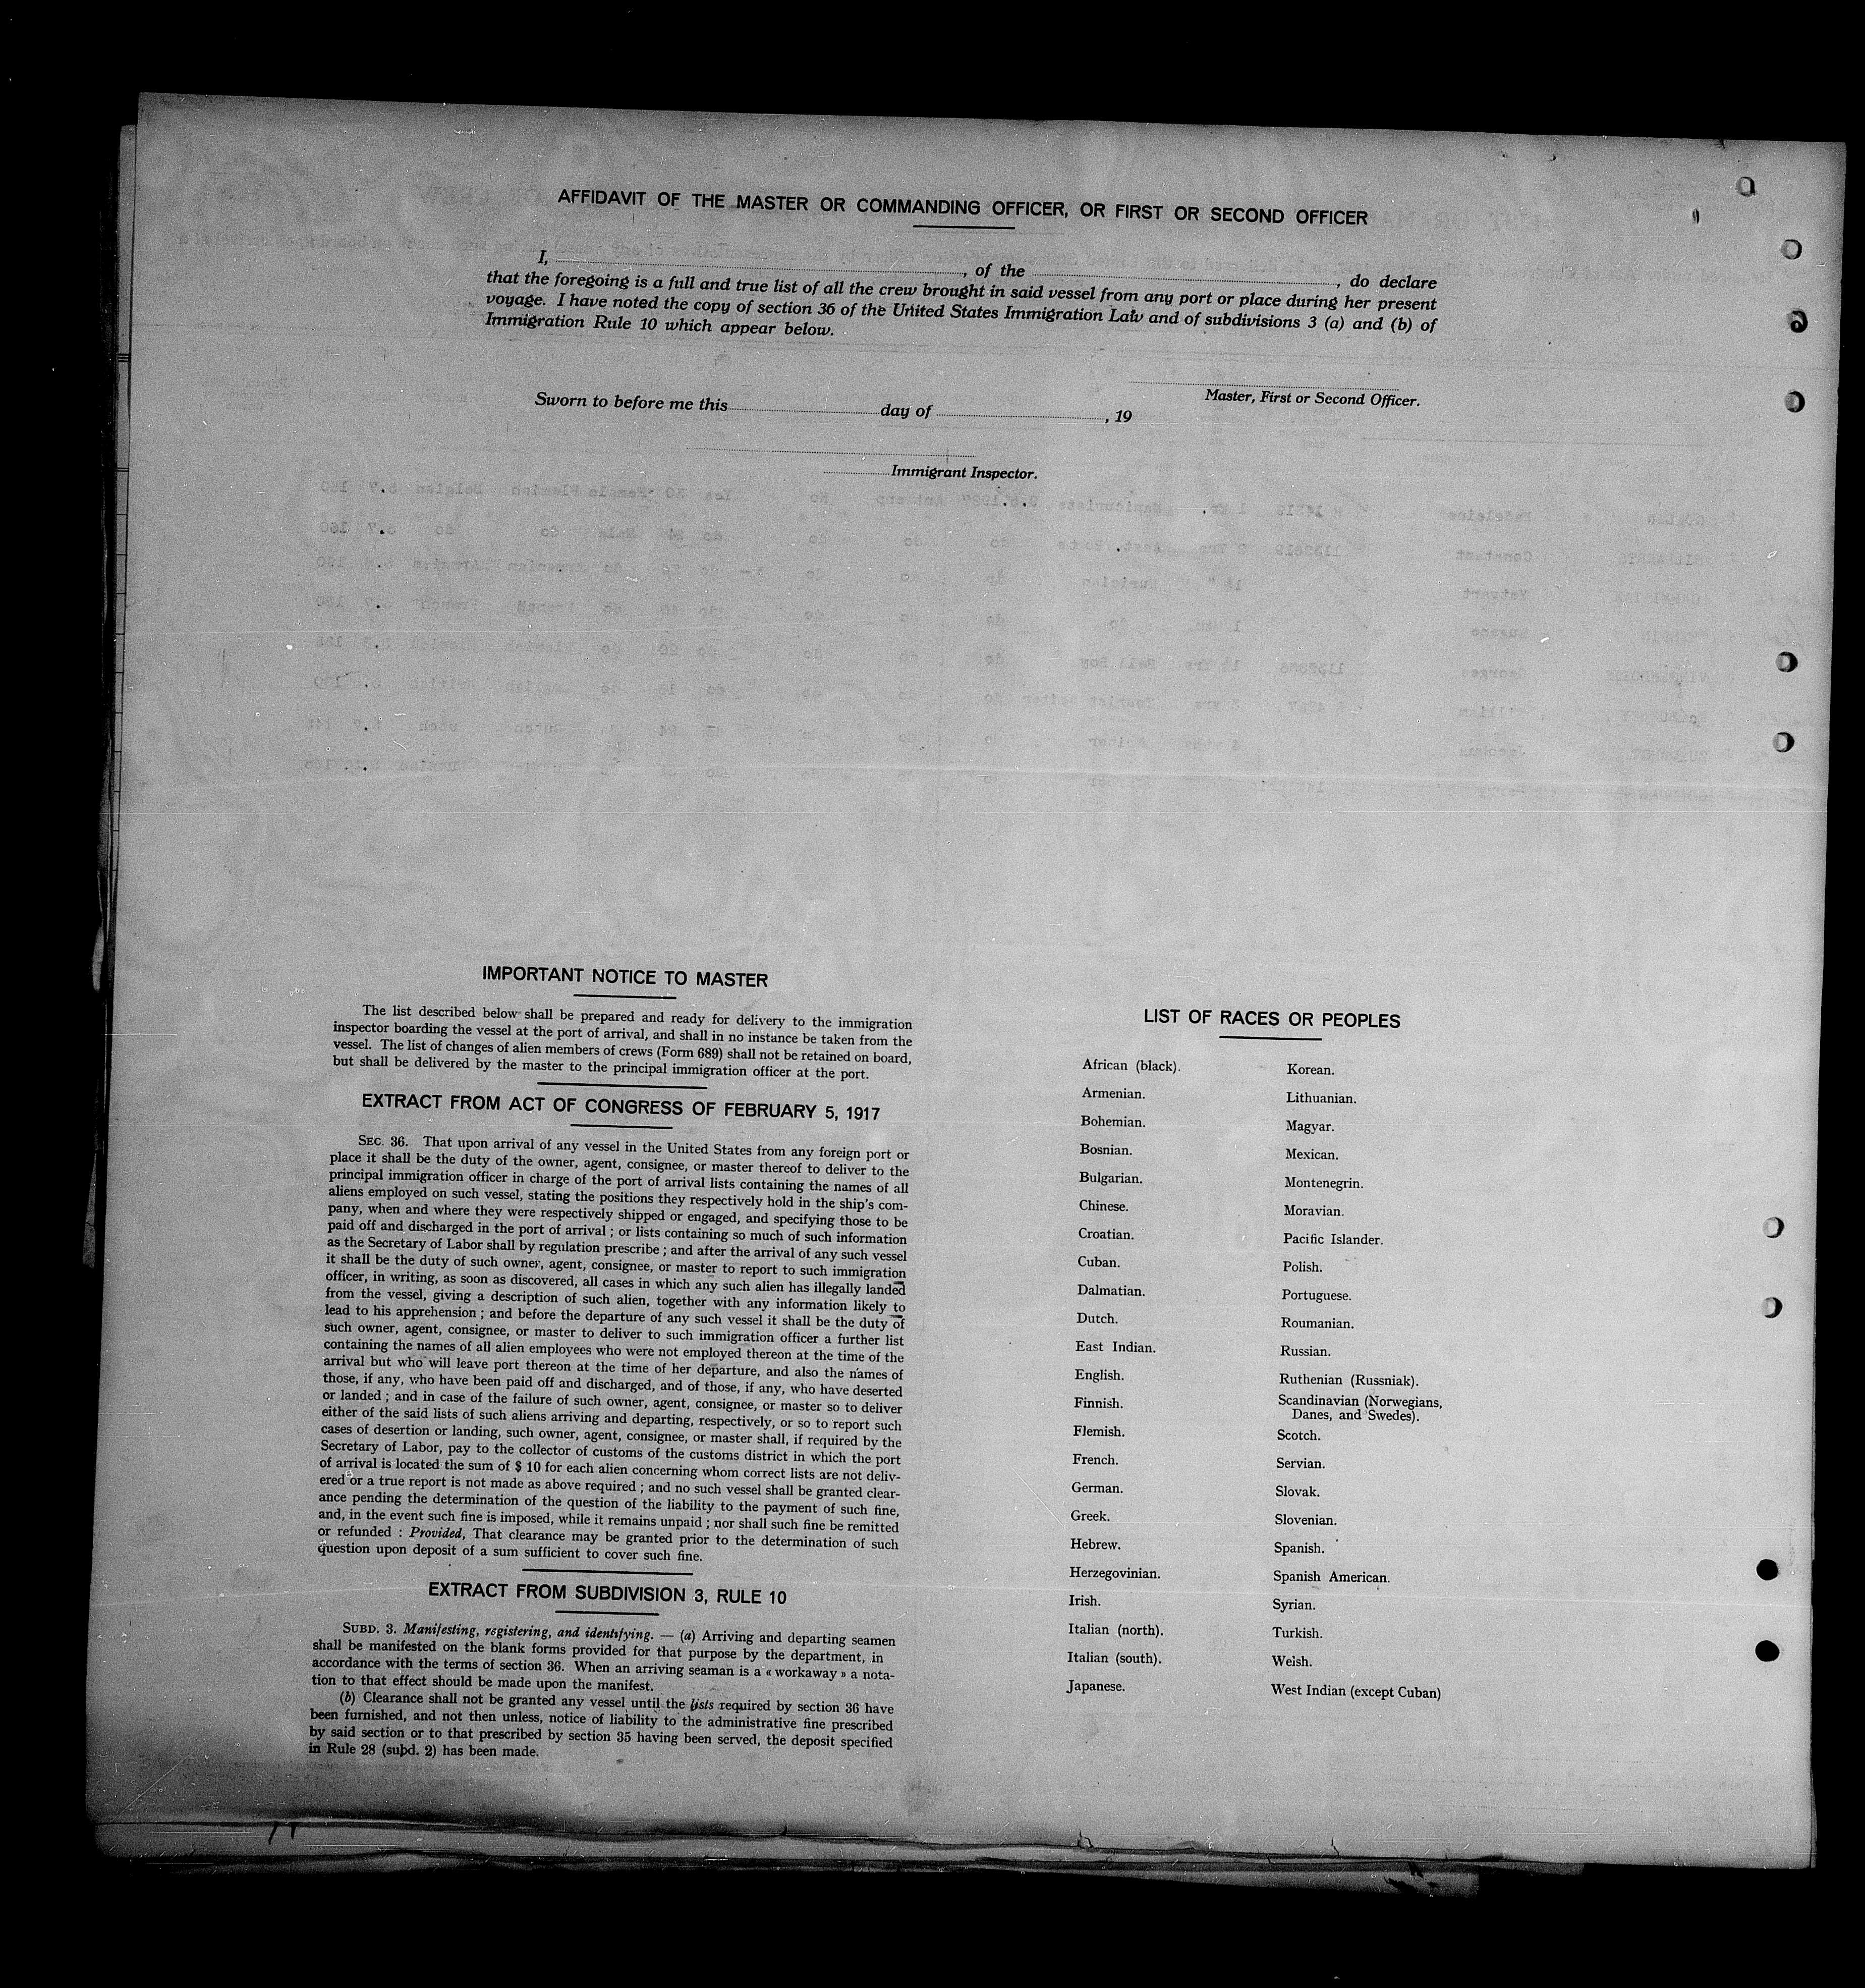 AFFIDAVIT OF THE MASTER OR COMMANDING OFFICER, OR FIRST OR SECOND OFFICER
I, , of the , do declare
that the foregoing is a full and true list of all the crew brought in said vessel from any port or place during her present
voyage. I have noted the copy of section 36 of the United States Immigration Law and of subdivisions 3 (a) and (b) of
Immigration Rule 10 which appear below.
Master, First or Second Officer.
Sworn to before me this day of , 19
Immigrant Inspector.
IMPORTANT NOTICE TO MASTER
The list described below shall be prepared and ready for delivery to the immigration
inspector boarding the vessel at the port of arrival, and shall in no instance be taken from the
vessel. The list of changes of alien members of crews (Form 689) shall not be retained on board,
but shall be delivered by the master to the principal immigration officer at the port.
EXTRACT FROM ACT OF CONGRESS OF FEBRUARY 5, 1917
SEC. 36. That upon arrival of any vessel in the United States from any foreign port or
place it shall be the duty of the owner, agent, consignee, or master thereof to deliver to the
principal immigration officer in charge of the port of arrival lists containing the names of all
aliens employed on such vessel, stating the positions they respectively hold in the ship's com-
pany, when and where they were respectively shipped or engaged, and specifying those to be
paid off and discharged in the port of arrival ; or lists containing so much of such information
as the Secretary of Labor shall by regulation prescribe ; and after the arrival of any such vessel
it shall be the duty of such owner, agent, consignee, or master to report to such immigration
officer, in writing, as soon as discovered, all cases in which any such alien has illegally landed
from the vessel, giving a description of such alien, together with any information likely to
lead to his apprehension ; and before the departure of any such vessel it shall be the duty of
such owner, agent, consignee, or master to deliver to such immigration officer a further list
containing the names of all alien employees who were not employed thereon at the time of the
arrival but who will leave port thereon at the time of her departure, and also the names of
those, if any, who have been paid off and discharged, and of those, if any, who have deserted
or landed ; and in case of the failure of such owner, agent, consignee, or master so to deliver
either of the said lists of such aliens arriving and departing, respectively, or so to report such
cases of desertion or landing, such owner, agent, consignee, or master shall, if required by the
Secretary of Labor, pay to the collector of customs of the customs district in which the port
of arrival is located the sum of $ 10 for each alien concerning whom correct lists are not deliv-
ered or a true report is not made as above required ; and no such vessel shall be granted clear-
ance pending the determination of the question of the liability to the payment of such fine,
and, in the event such fine is imposed, while it remains unpaid ; nor shall such fine be remitted
or refunded : Provided, That clearance may be granted prior to the determination of such
question upon deposit of a sum sufficient to cover such fine.
EXTRACT FROM SUBDIVISION 3, RULE 10
SUBD. 3. Manifesting, registering, and identifying. — (a) Arriving and departing seamen
shall be manifested on the blank forms provided for that purpose by the department, in
accordance with the terms of section 36. When an arriving seaman is a « workaway » a nota-
tion to that effect should be made upon the manifest.
(b) Clearance shall not be granted any vessel until the lists required by section 36 have
been furnished, and not then unless, notice of liability to the administrative fine prescribed
by said section or to that prescribed by section 35 having been served, the deposit specified
in Rule 28 (subd. 2) has been made.
LIST OF RACES OR PEOPLES
African (black).
Armenian.
Bohemian.
Bosnian.
Bulgarian.
Chinese.
Croatian.
Cuban.
Dalmatian.
Dutch.
East Indian.
English.
Finnish.
Flemish.
French.
German.
Greek.
Hebrew.
Herzegovinian.
Irish.
Italian (north).
Italian (south).
Japanese.
Korean.
Lithuanian.
Magyar.
Mexican.
Montenegrin.
Moravian.
Pacific Islander.
Polish.
Portuguese.
Roumanian.
Russian.
Ruthenian (Russniak).
Scandinavian (Norwegians,
Danes, and Swedes).
Scotch.
Servian.
Slovak.
Slovenian.
Spanish.
Spanish American.
Syrian.
Turkish.
Welsh.
West Indian (except Cuban)